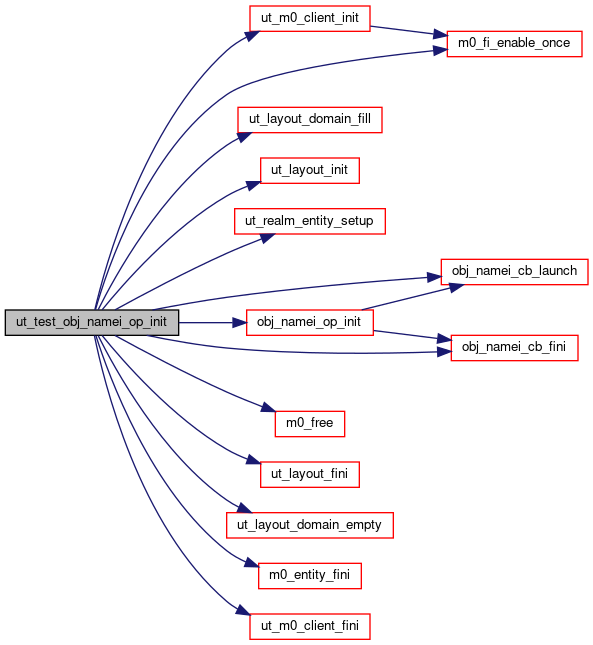 ut_m0_client_init
m0_fi_enable_once
ut_layout_domain_fill
ut_layout_init
ut_realm_entity_setup
obj_namei_cb_launch
ut_test_obj_namei_op_init
obj_namei_op_init
obj_namei_cb_fini
m0_free
ut_layout_fini
ut_layout_domain_empty
m0_entity_fini
ut_m0_client_fini